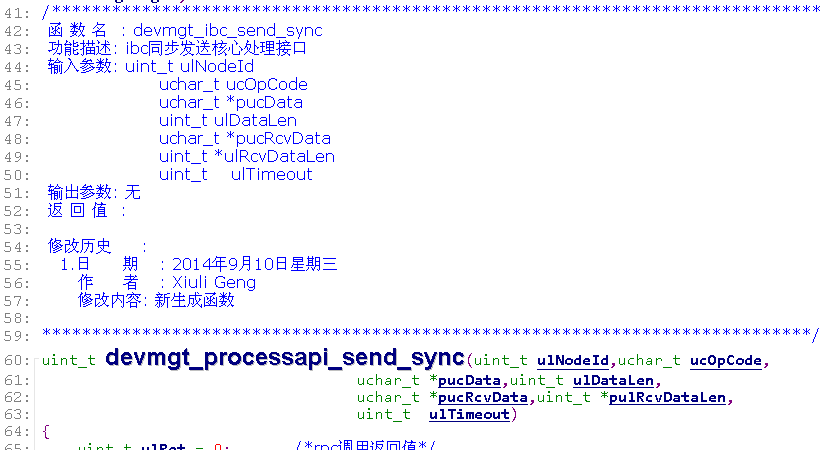 41: /*******************************************************************************
42: 函 数 名 : devmgt_ibc_send_sync
43: 功能描述: ibc同步发送核心处理接口
44: 输入参数: uint_t ulNodeId
45: uchar_t ucOpCode
46: uchar_t *pucData
47: uint_t ulDataLen
48: uchar_t *pucRcvData
49: uint_t *ulRcvDataLen
50: uint_t ulTimeout
51: 输出参数: 无
52: 返 回 值 :
53:
54: 修改历史 :
55: 1.日 期 : 2014年9月10日星期三
56: 作 者 : Xiuli Geng
57: 修改内容: 新生成函数
58:
59: *****************************************************************************/
60: uint_t devmgt_processapi_send_sync(uint_t ulNodeId,uchar_t ucOpCode,
61: uchar_t *pucData,uint_t ulDataLen,
62: uchar_t *pucRcvData,uint_t *pulRcvDataLen,
63: uint_t ulTimeout)
64: {
65: uint_t ulRet = 0; /*rpc调用返回值*/